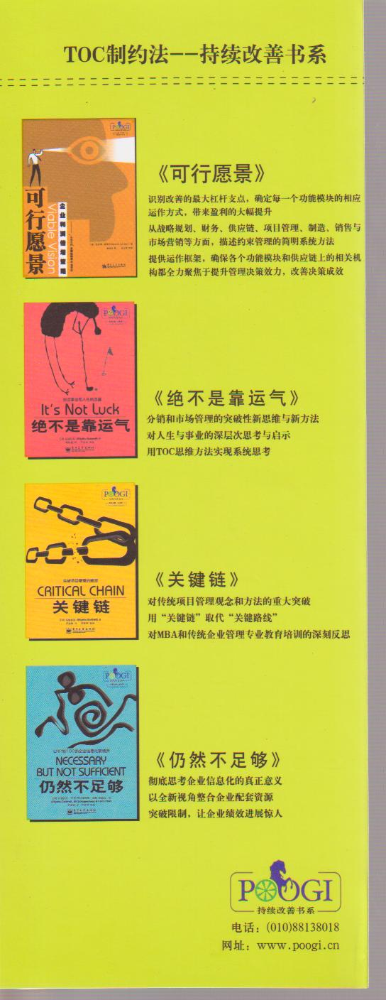 TOC制约法--持续改善书系
POOGI
可行愿景
Viable Vision
企业利润倍增策略
《可行愿景》
识别改善的最大杠杆支点，确定每一个功能模块的相应
运作方式，带来盈利的大幅提升
从战略规划、财务、供应链、项目管理、制造、销售与
市场营销等方面，描述约束管理的简明系统方法
提供运作框架，确保各个功能模块和供应链上的相关机
构都全力聚焦于提升管理决策效力，改善决策成效
POOGI
It's Not Luck
绝不是靠运气
《绝不是靠运气》
分销和市场管理的突破性新思维与新方法
对人生与事业的深层次思考与启示
用TOC思维方法实现系统思考
POOGI
突破项目管理的瓶颈
CRITICAL CHAIN
关键链
《关键链》
对传统项目管理观念和方法的重大突破
用“关键链”取代“关键路线”
对MBA和传统企业管理专业教育培训的深刻反思
POOGI
NECESSARY
BUT NOT SUFFICIENT
仍然不足够
《仍然不足够》
彻底思考企业信息化的真正意义
以全新视角整合企业配套资源
突破限制，让企业绩效进展惊人
POOGI
持续改善书系
电话：(010)88138018
网址：www.poogi.cn